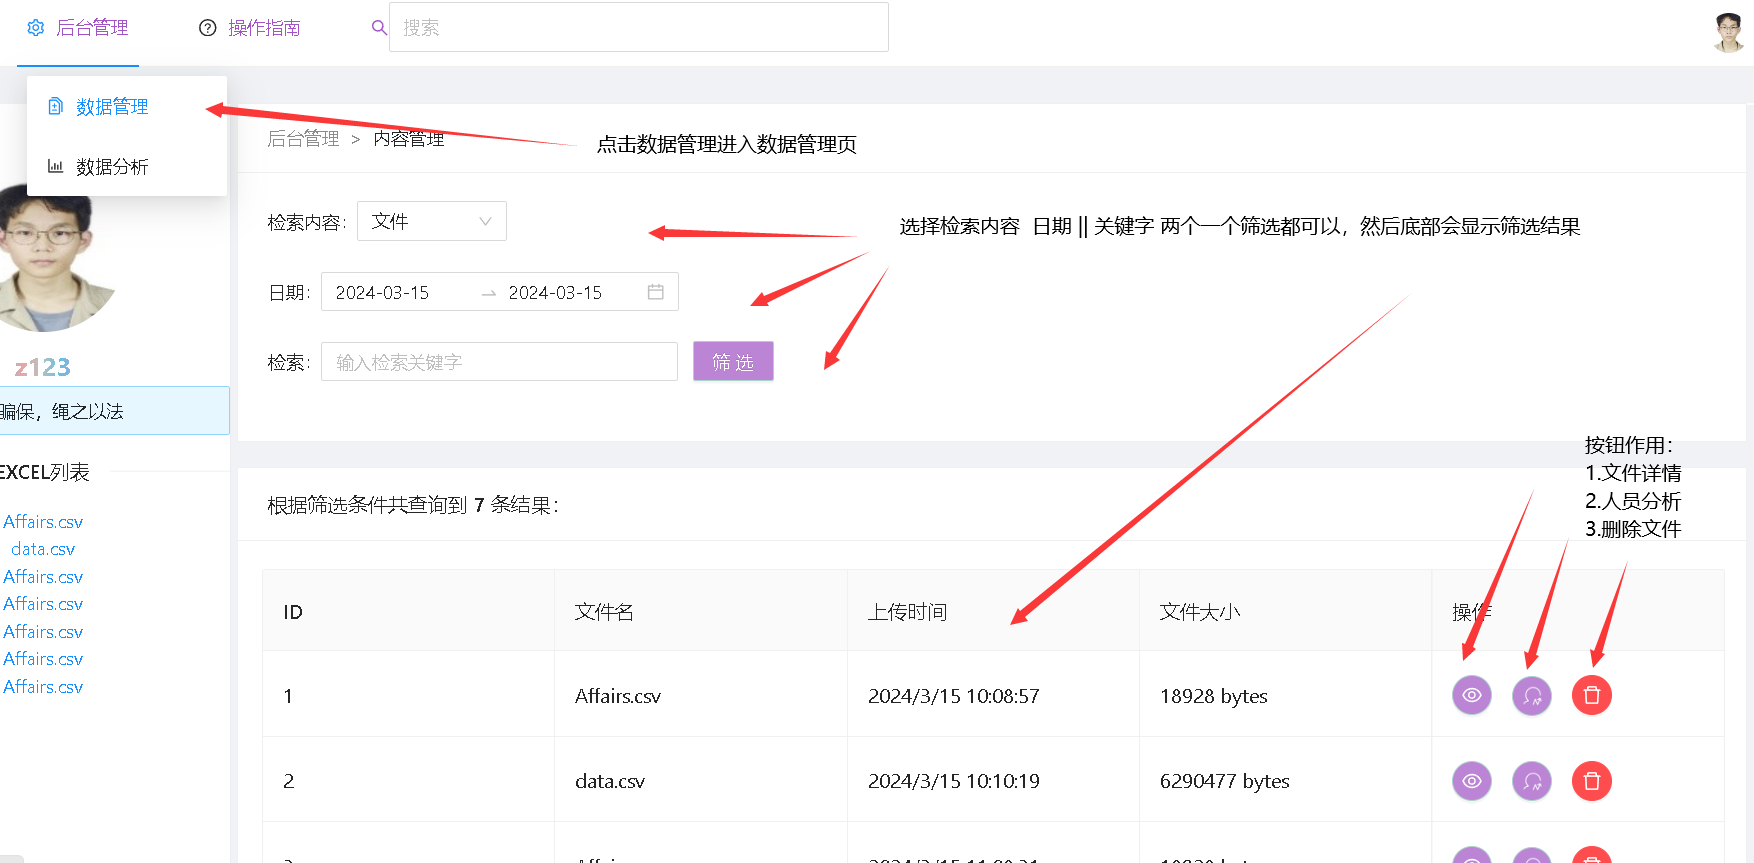 后台管理
操作指南
搜索
数据管理
数据分析
后台管理 > 内容管理
点击数据管理进入数据管理页
检索内容: 文件
选择检索内容 日期 || 关键字 两个一个筛选都可以，然后底部会显示筛选结果
日期: 2024-03-15 → 2024-03-15
检索: 输入检索关键字 筛 选
z123
骗保，绳之以法
EXCEL列表
Affairs.csv
data.csv
Affairs.csv
Affairs.csv
Affairs.csv
Affairs.csv
Affairs.csv
按钮作用：
1.文件详情
2.人员分析
3.删除文件
根据筛选条件共查询到 7 条结果：
ID 文件名 上传时间 文件大小 操作
1 Affairs.csv 2024/3/15 10:08:57 18928 bytes
2 data.csv 2024/3/15 10:10:19 6290477 bytes